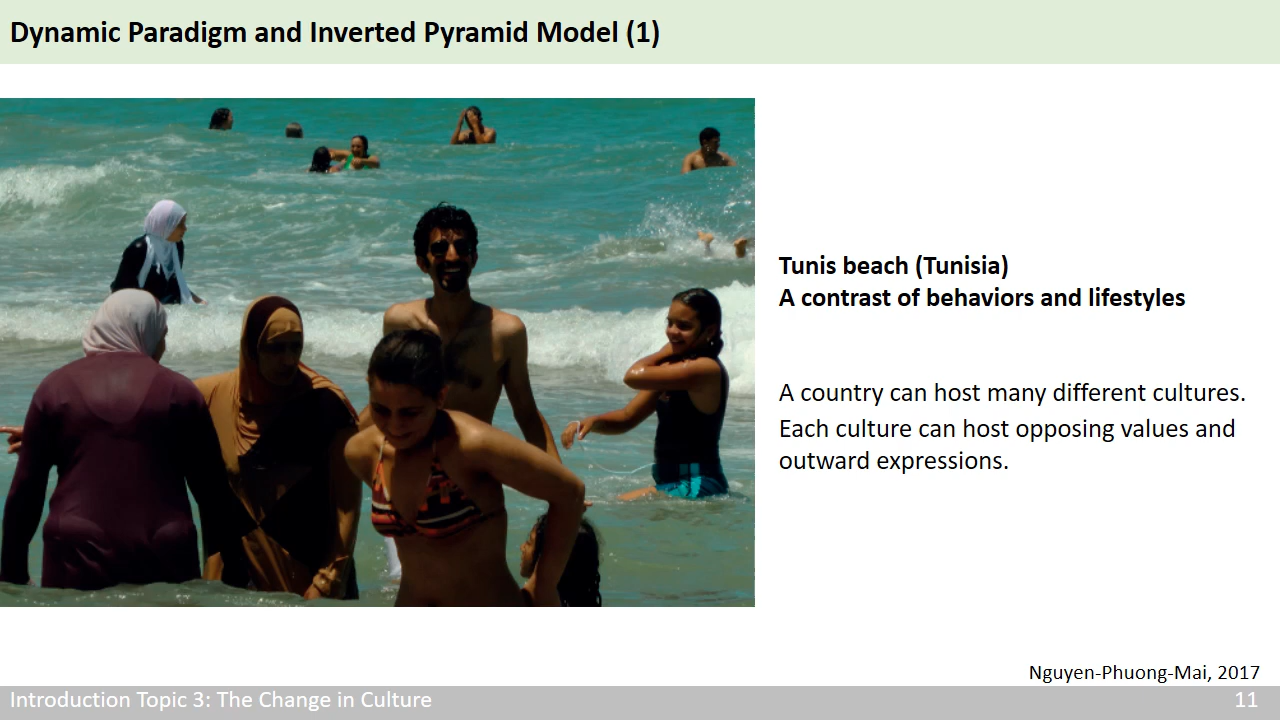 Dynamic Paradigm and Inverted Pyramid Model (1)
Tunis beach (Tunisia)
A contrast of behaviors and lifestyles
A country can host many different cultures.
Each culture can host opposing values and
outward expressions.
Nguyen-Phuong-Mai, 2017
Introduction Topic 3: The Change in Culture
11